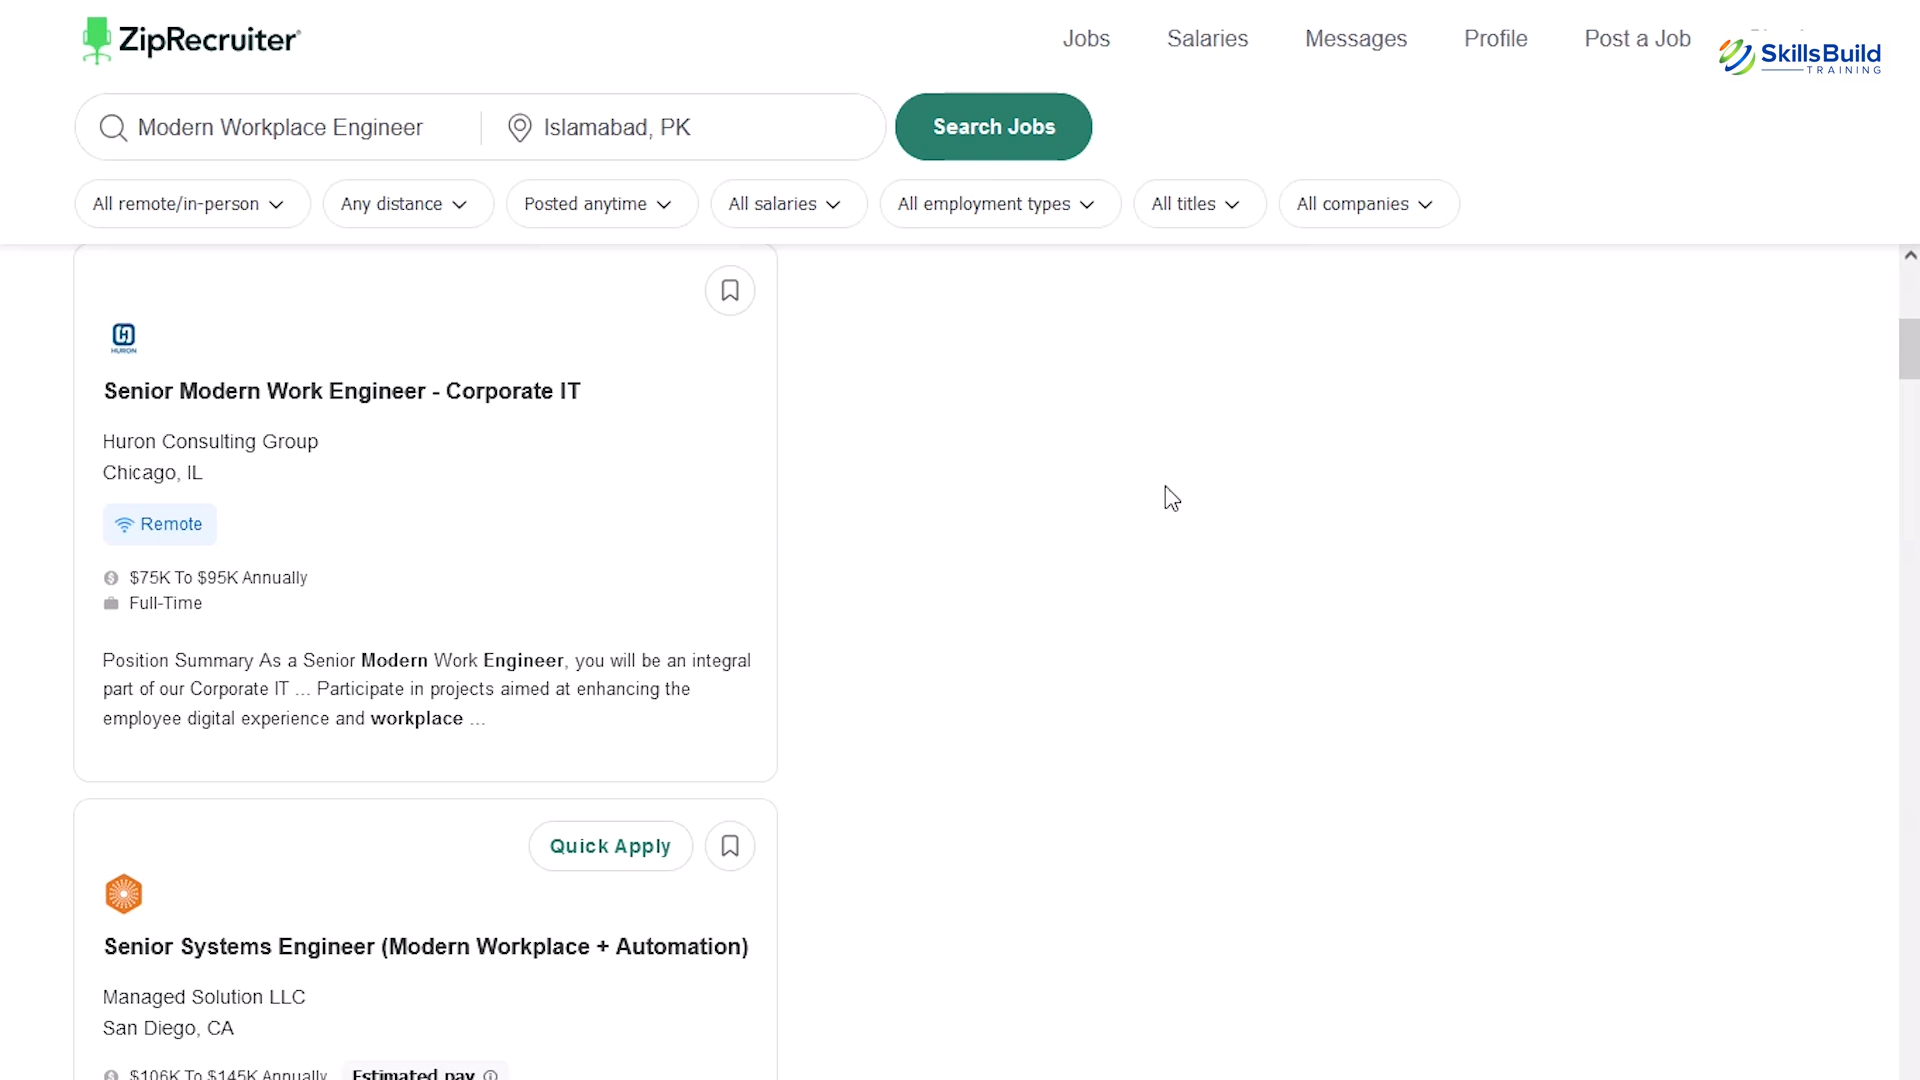 ZipRecruiter
Jobs Salaries Messages Profile Post a Job
SkillsBuild
TRAINING
Modern Workplace Engineer Islamabad, PK Search Jobs
All remote/in-person Any distance Posted anytime All salaries All employment types All titles All companies
HURON
Senior Modern Work Engineer - Corporate IT
Huron Consulting Group
Chicago, IL
Remote
$75K To $95K Annually
Full-Time
Position Summary As a Senior Modern Work Engineer, you will be an integral
part of our Corporate IT ... Participate in projects aimed at enhancing the
employee digital experience and workplace ...
Quick Apply
Senior Systems Engineer (Modern Workplace + Automation)
Managed Solution LLC
San Diego, CA
$106K To $145K Annually Estimated pay